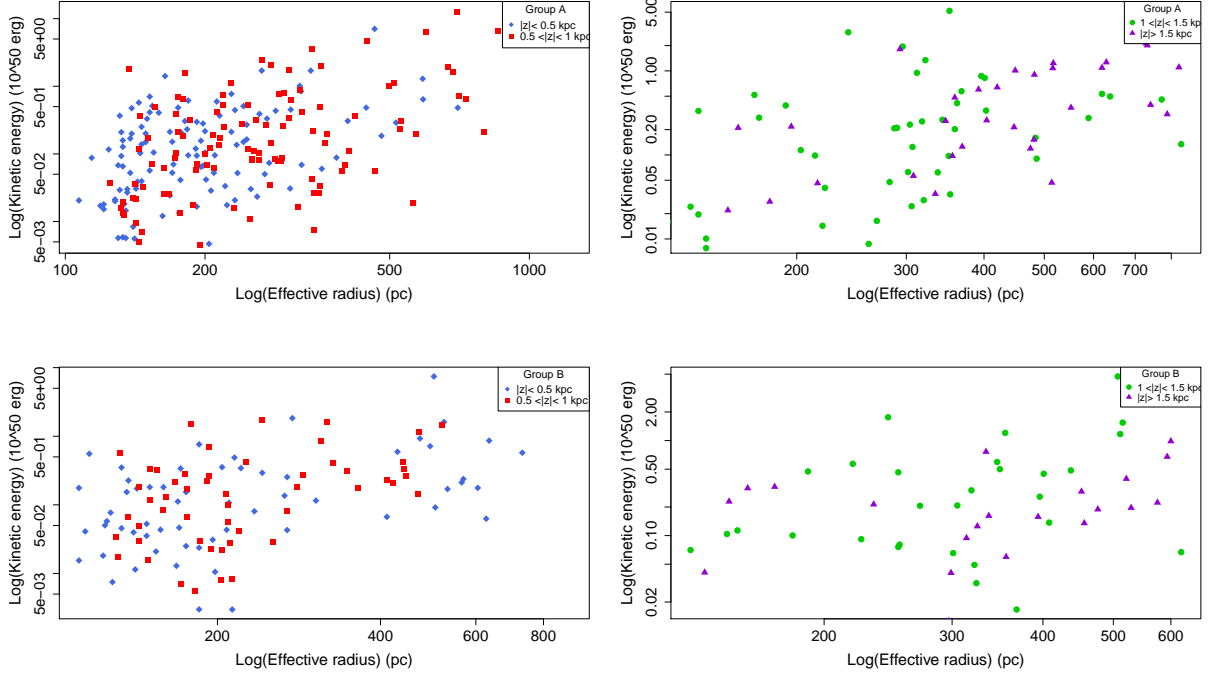 Group A
|z|< 0.5 kpc
0.5 <|z|< 1 kpc
5e-03 5e-02 5e-01 5e+00
Log(Kinetic energy) (10^50 erg)
100 200 500 1000
Log(Effective radius) (pc)
Group A
1 <|z|< 1.5 kpc
|z|> 1.5 kpc
0.01 0.05 0.20 1.00 5.00
Log(Kinetic energy) (10^50 erg)
200 300 400 500 600 700
Log(Effective radius) (pc)
Group B
|z|< 0.5 kpc
0.5 <|z|< 1 kpc
5e-03 5e-02 5e-01 5e+00
Log(Kinetic energy) (10^50 erg)
200 400 600 800
Log(Effective radius) (pc)
Group B
1 <|z|< 1.5 kpc
|z|> 1.5 kpc
0.02 0.10 0.50 2.00
Log(Kinetic energy) (10^50 erg)
200 300 400 500 600
Log(Effective radius) (pc)